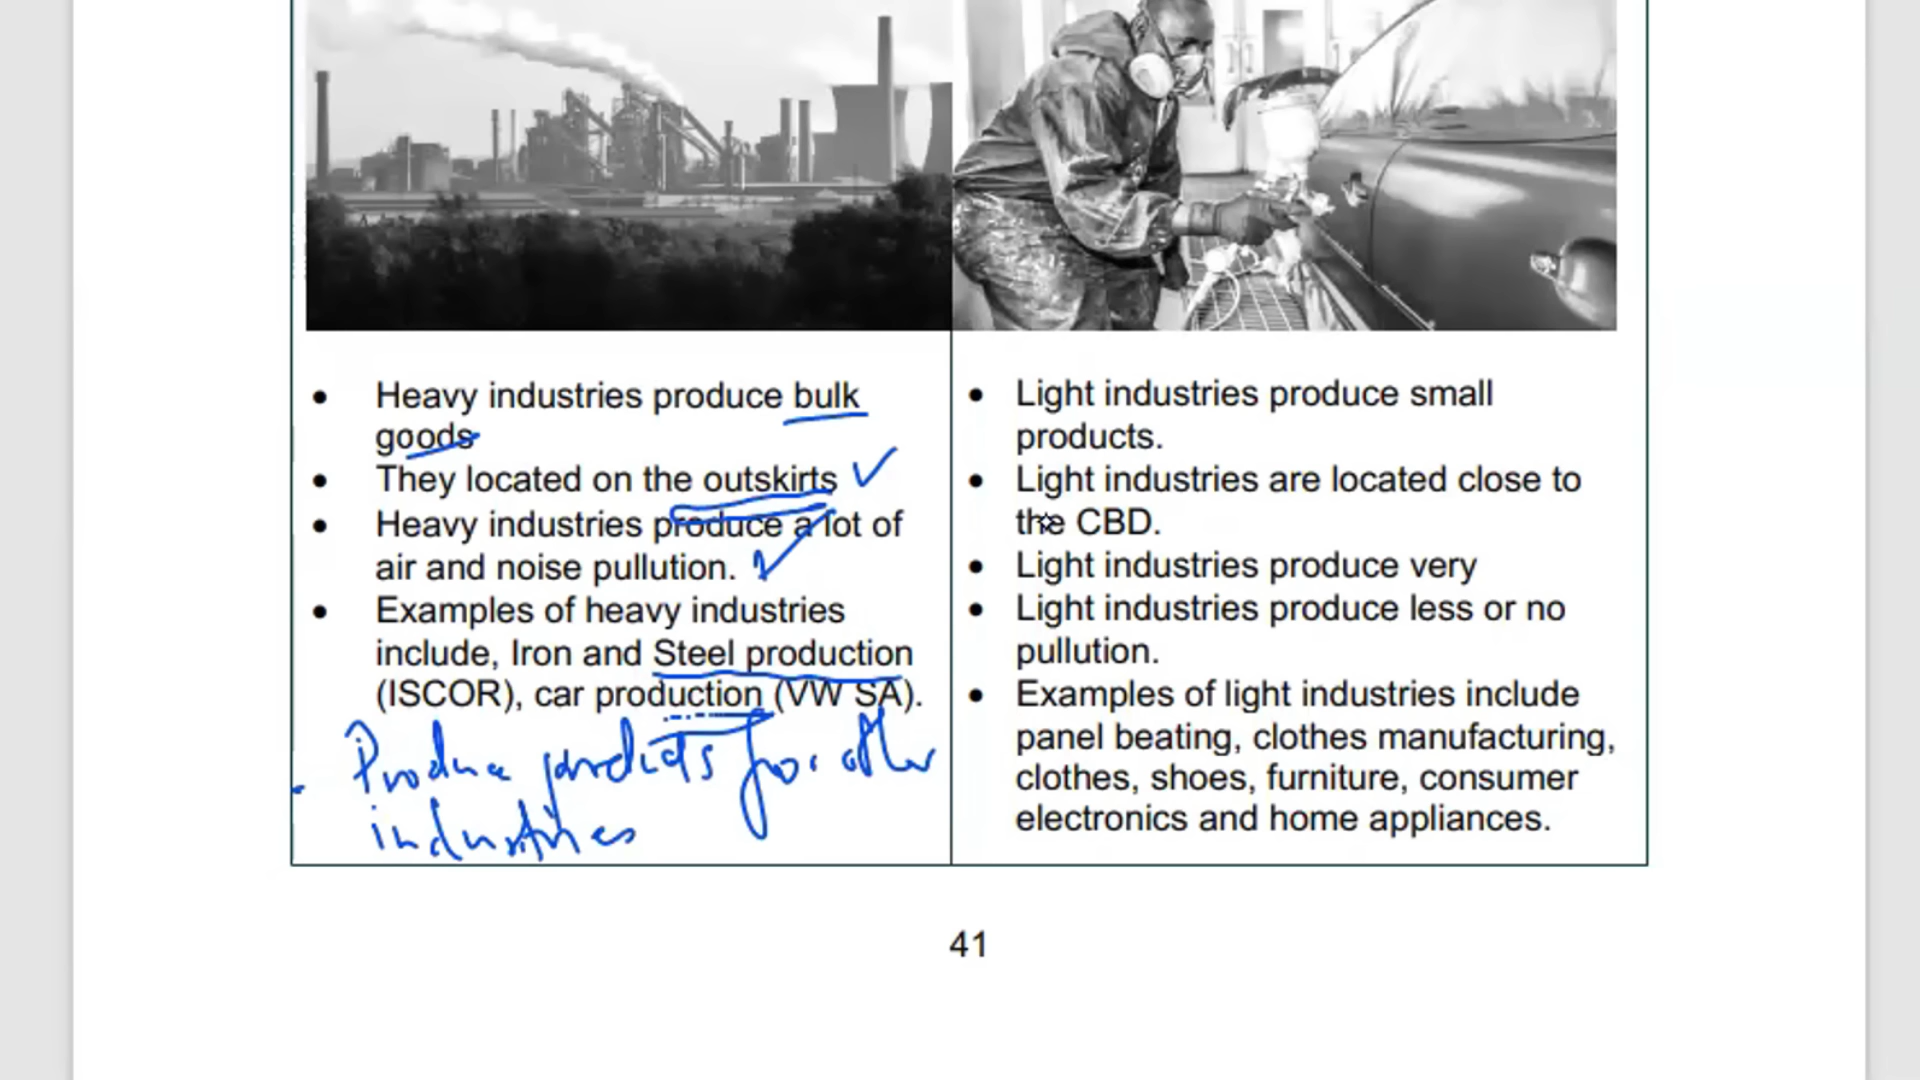 Heavy industries produce bulk
goods
They located on the outskirts
Heavy industries produce a lot of
air and noise pullution.
Examples of heavy industries
include, Iron and Steel production
(ISCOR), car production (VW SA).
Produce products for other
industries
Light industries produce small
products.
Light industries are located close to
the CBD.
Light industries produce very
Light industries produce less or no
pullution.
Examples of light industries include
panel beating, clothes manufacturing,
clothes, shoes, furniture, consumer
electronics and home appliances.
41